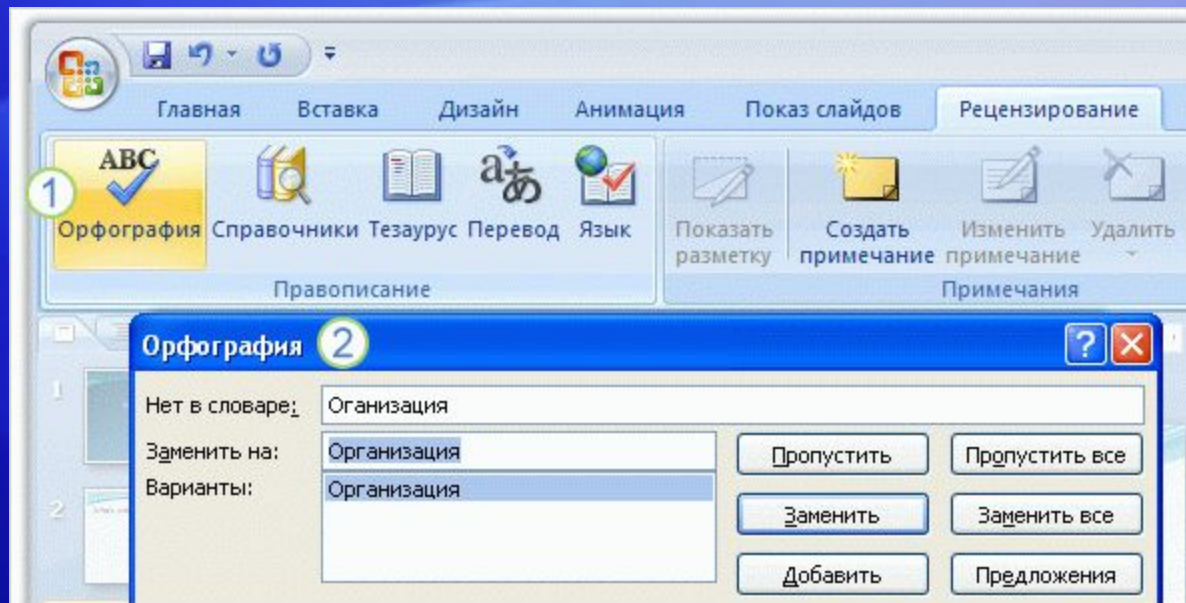 Главная Вставка Дизайн Анимация Показ слайдов Рецензирование
ABC
1
Орфография Справочники Тезаурус Перевод Язык Показать разметку Создать примечание Изменить примечание Удалить
Правописание Примечания
Орфография 2
1
Нет в словаре: Оганизация
Заменить на: Организация Пропустить Пропустить все
Варианты: Организация
2
Заменить Заменить все
Добавить Предложения